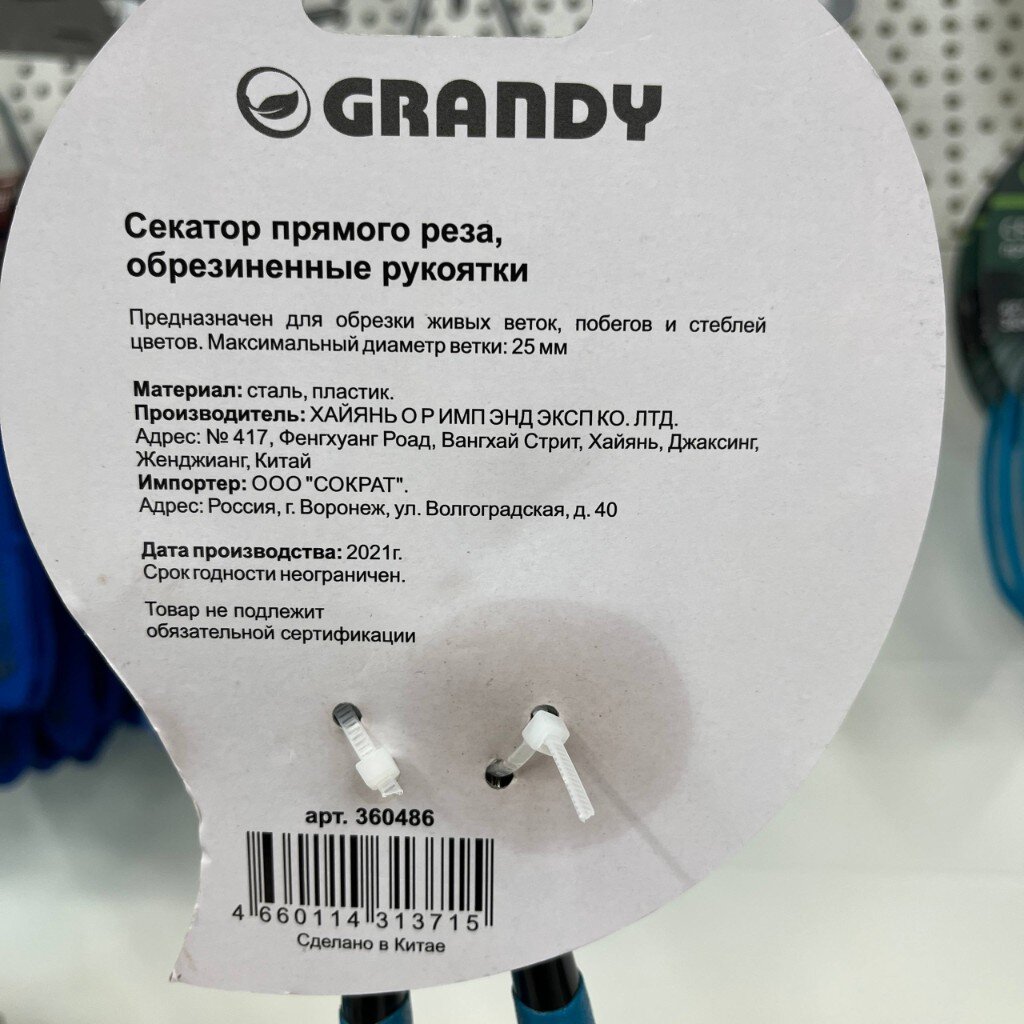 GRANDY
Секатор прямого реза,
обрезиненные рукоятки
Предназначен для обрезки живых веток, побегов и стеблей
цветов. Максимальный диаметр ветки: 25 мм
Материал: сталь, пластик.
Производитель: ХАЙЯНЬ О Р ИМП ЭНД ЭКСП КО. ЛТД.
Адрес: № 417, Фенгхуанг Роад, Вангхай Стрит, Хайянь, Джаксинг,
Женджианг, Китай
Импортер: ООО "СОКРАТ".
Адрес: Россия, г. Воронеж, ул. Волгоградская, д. 40
Дата производства: 2021г.
Срок годности неограничен.
Товар не подлежит
обязательной сертификации
арт. 360486
4 660114 313715
Сделано в Китае